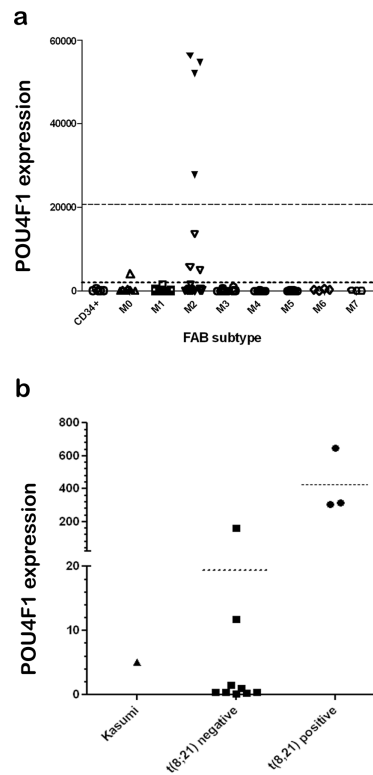 a
60000
40000
20000
0
POU4F1 expression
CD34+ M0 M1 M2 M3 M4 M5 M6 M7
FAB subtype
b
800
600
400
200
20
10
0
POU4F1 expression
Kasumi t(8;21) negative t(8,21) positive